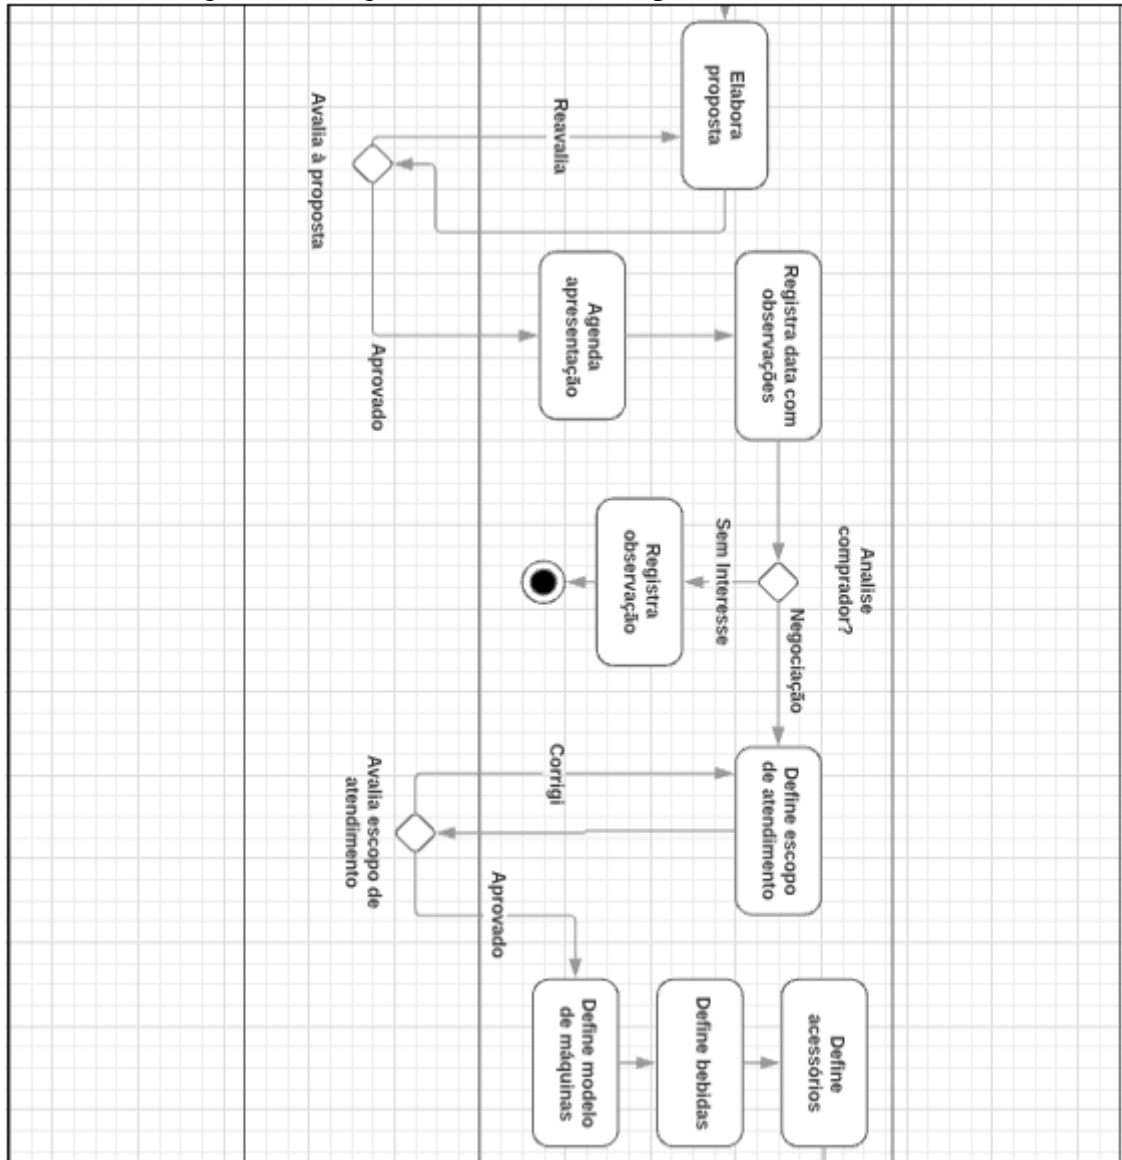 Elabora
proposta
Reavalia
Avalia à proposta
Aprovado
Agenda
apresentação
Registra data com
observações
Analise
comprador?
Sem Interesse
Registra
observação
Negociação
Define escopo
de atendimento
Corrigi
Avalia escopo de
atendimento
Aprovado
Define modelo
de máquinas
Define bebidas
Define
acessórios